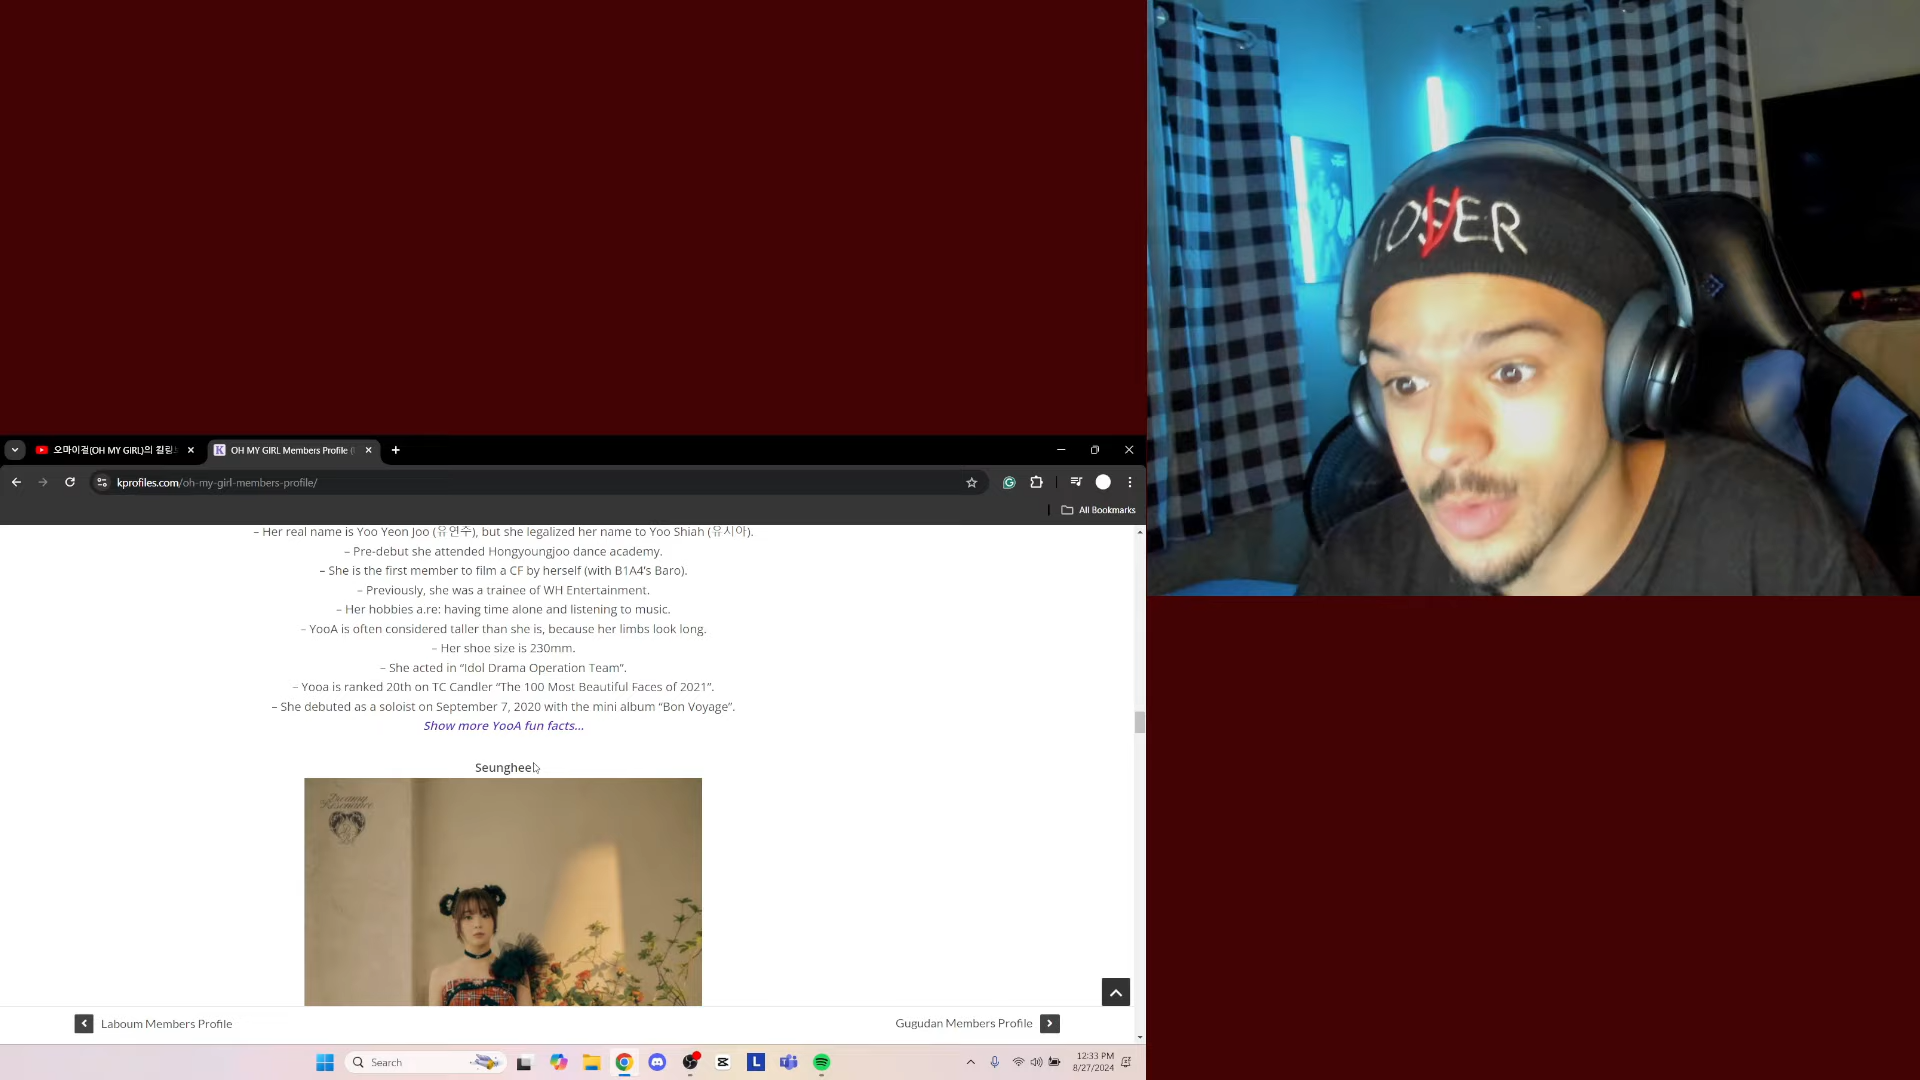 오마이걸(OH MY GIRL)의 킬링
OH MY GIRL Members Profile (
kprofiles.com/oh-my-girl-members-profile/
All Bookmarks
– Her real name is Yoo Yeon Joo (유연주), but she legalized her name to Yoo Shiah (유시아).
– Pre-debut she attended Hongyoungjoo dance academy.
– She is the first member to film a CF by herself (with B1A4's Baro).
– Previously, she was a trainee of WH Entertainment.
– Her hobbies a.re: having time alone and listening to music.
– YooA is often considered taller than she is, because her limbs look long.
– Her shoe size is 230mm.
– She acted in “Idol Drama Operation Team”.
– Yooa is ranked 20th on TC Candler “The 100 Most Beautiful Faces of 2021”.
– She debuted as a soloist on September 7, 2020 with the mini album “Bon Voyage”.
Show more YooA fun facts…
Seunghee
Dreamy
Resonance
Laboum Members Profile
Gugudan Members Profile
Search
12:33 PM
8/27/2024
LOVER